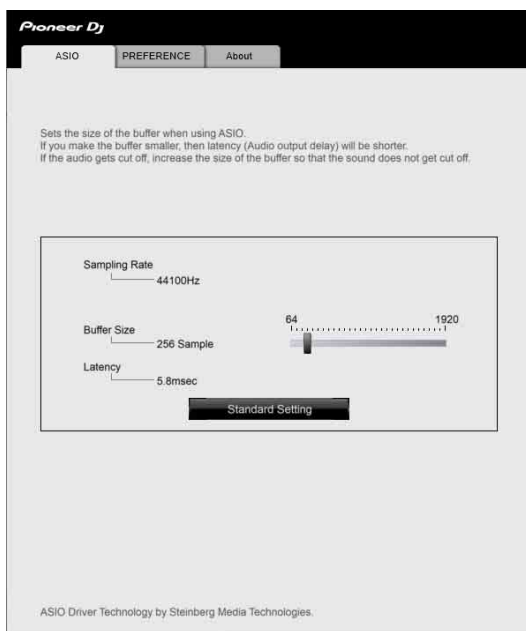 Pioneer Dj
ASIO PREFERENCE About
Sets the size of the buffer when using ASIO.
If you make the buffer smaller, then latency (Audio output delay) will be shorter.
If the audio gets cut off, increase the size of the buffer so that the sound does not get cut off.
Sampling Rate
44100Hz
64 1920
Buffer Size
256 Sample
Latency
5.8msec
Standard Setting
ASIO Driver Technology by Steinberg Media Technologies.